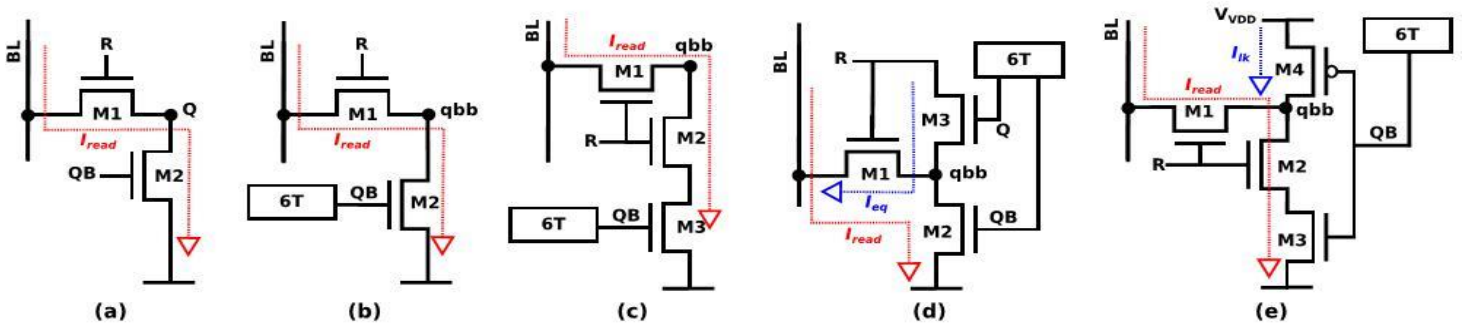 BL
R
M1
Q
I_read
QB
M2
(a)
BL
R
M1
qbb
I_read
6T
QB
M2
(b)
BL
I_read
qbb
M1
R
M2
6T
QB
M3
(c)
BL
R
6T
M3
Q
M1
qbb
I_eq
I_read
M2
QB
(d)
BL
V_VDD
6T
I_lk
M4
I_read
qbb
M1
QB
R
M2
M3
(e)